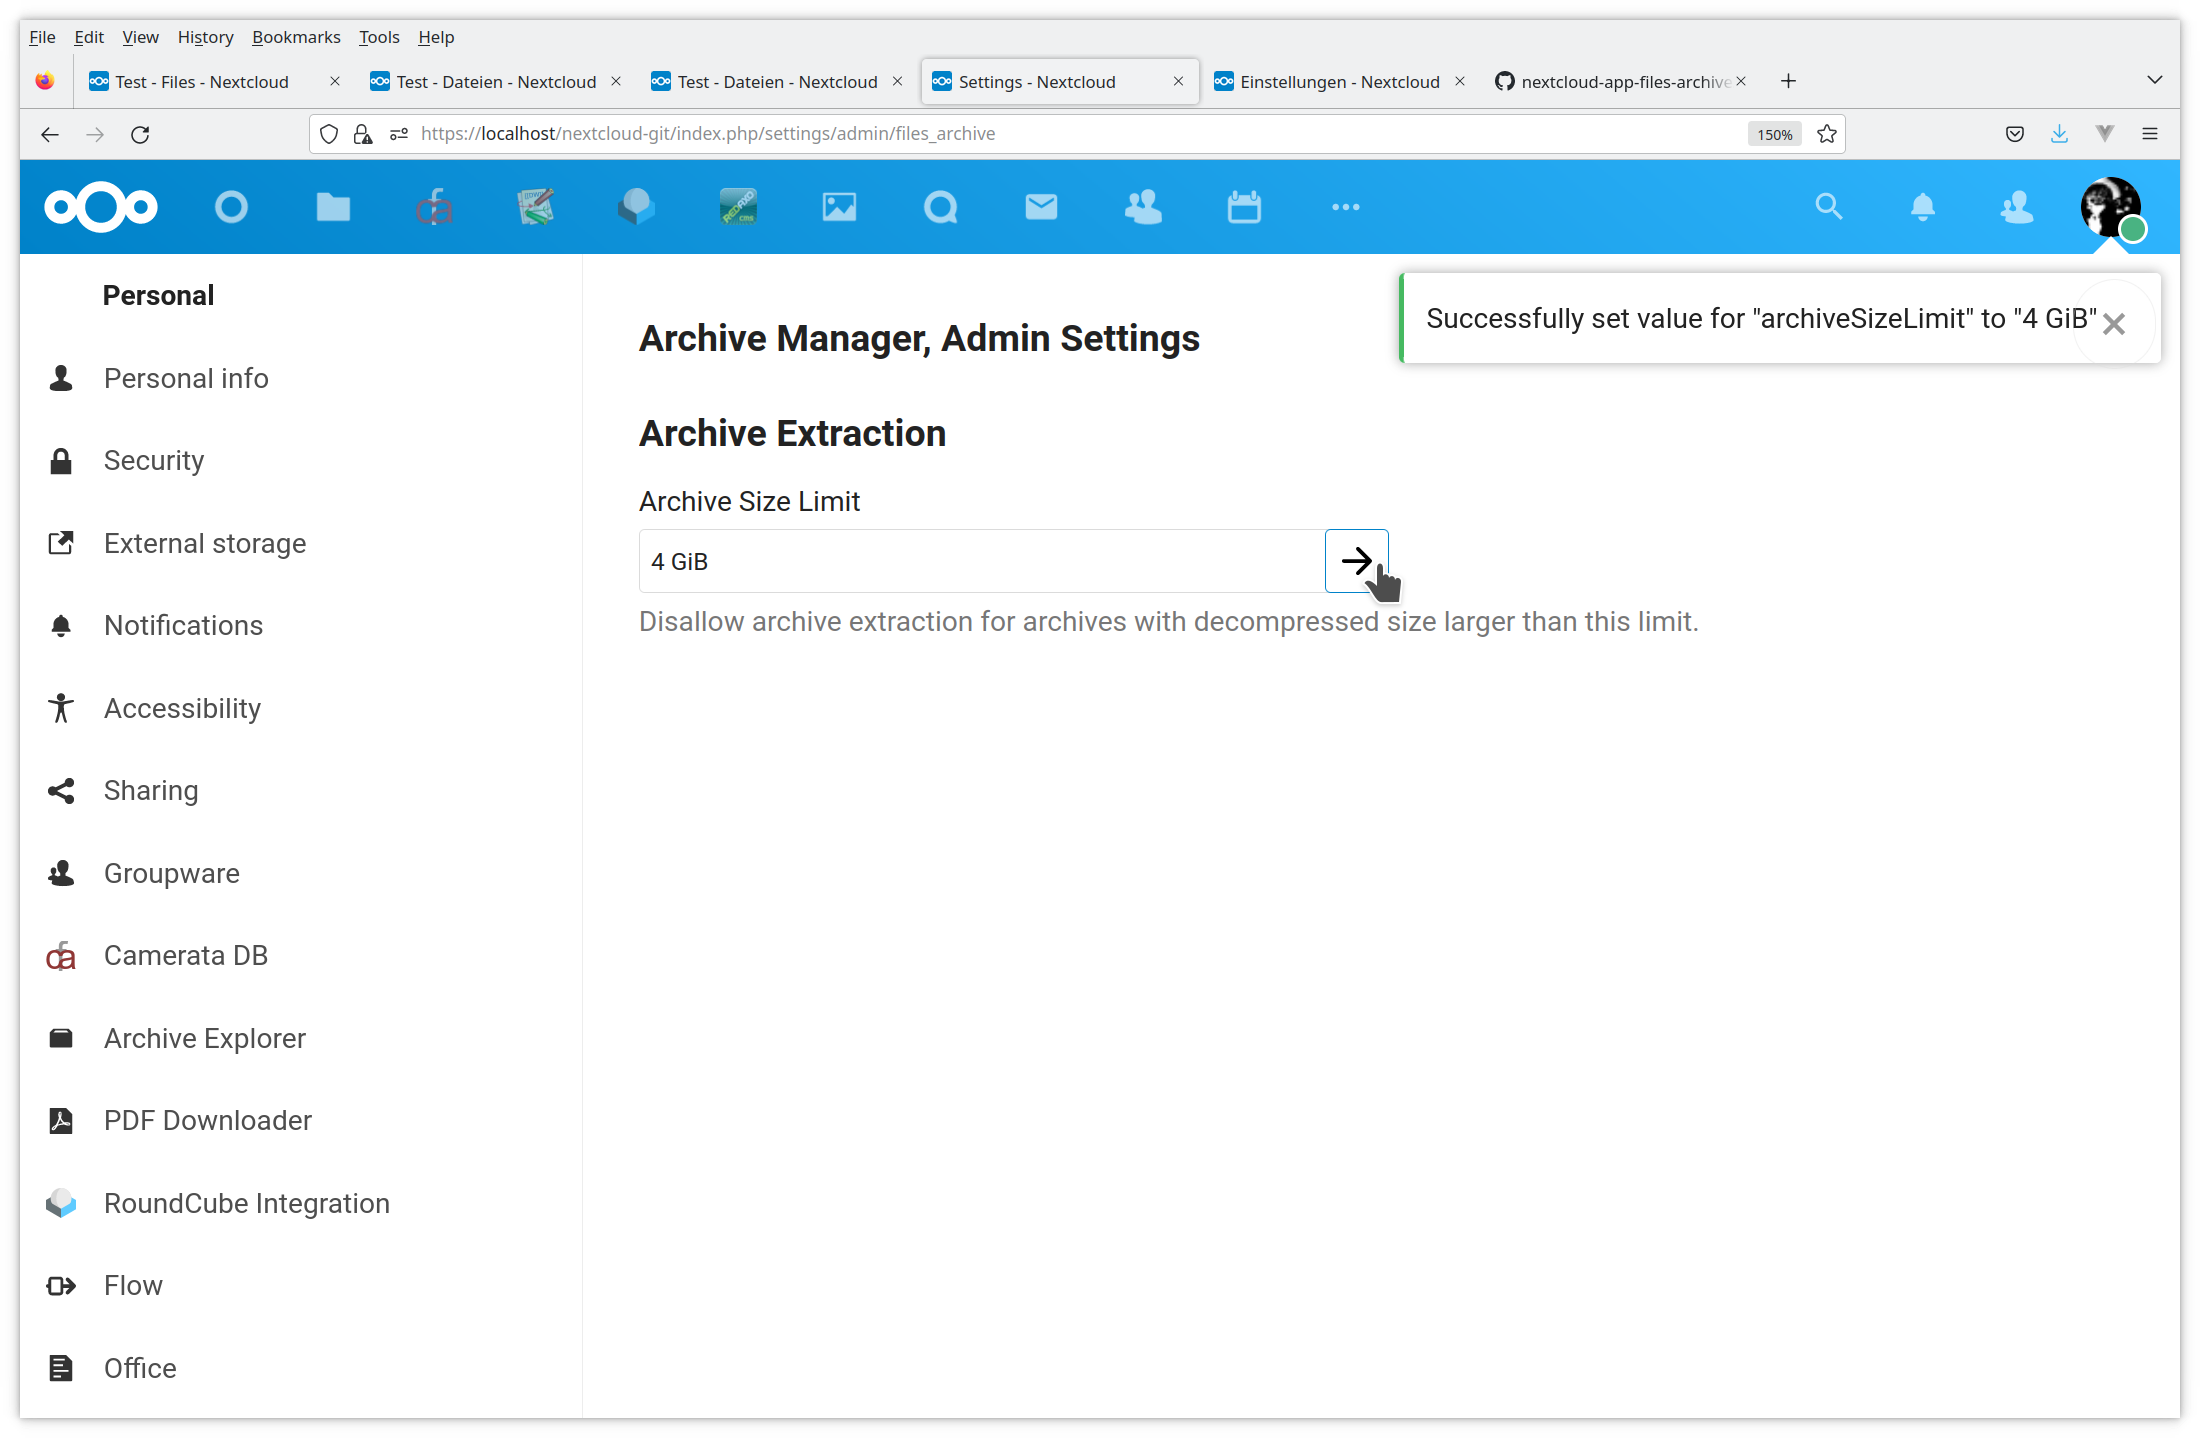 File Edit View History Bookmarks Tools Help
Test - Files - Nextcloud
Test - Dateien - Nextcloud
Test - Dateien - Nextcloud
Settings - Nextcloud
Einstellungen - Nextcloud
nextcloud-app-files-archive
https://localhost/nextcloud-git/index.php/settings/admin/files_archive
150%
Personal
Personal info
Security
External storage
Notifications
Accessibility
Sharing
Groupware
Camerata DB
Archive Explorer
PDF Downloader
RoundCube Integration
Flow
Office
Successfully set value for "archiveSizeLimit" to "4 GiB"
Archive Manager, Admin Settings
Archive Extraction
Archive Size Limit
4 GiB
Disallow archive extraction for archives with decompressed size larger than this limit.